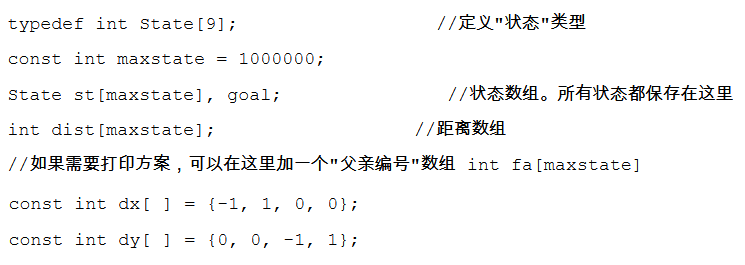 typedef int State[9]; //定义"状态"类型
const int maxstate = 1000000;
State st[maxstate], goal; //状态数组。所有状态都保存在这里
int dist[maxstate]; //距离数组
//如果需要打印方案，可以在这里加一个"父亲编号"数组 int fa[maxstate]
const int dx[ ] = {-1, 1, 0, 0};
const int dy[ ] = {0, 0, -1, 1};